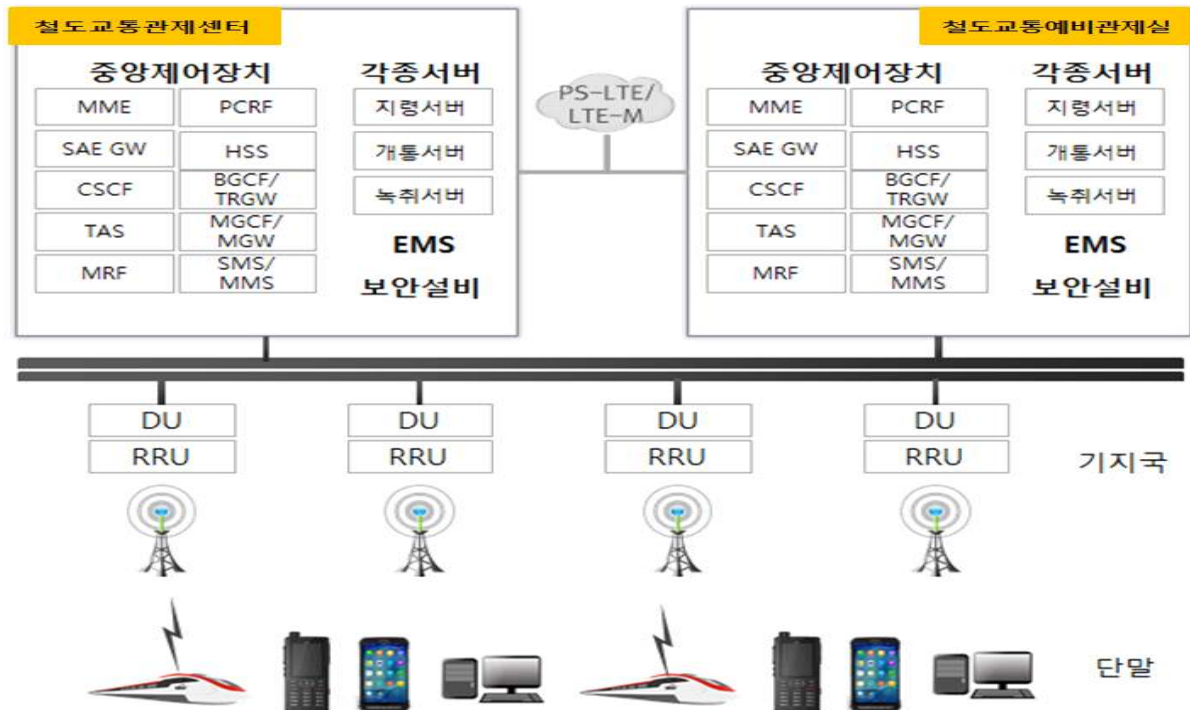 철도교통관제센터
중앙제어장치
각종서버
MME
PCRF
지령서버
SAE GW
HSS
개통서버
CSCF
BGCF/
TRGW
녹취서버
TAS
MGCF/
MGW
EMS
MRF
SMS/
MMS
보안설비
PS-LTE/
LTE-M
철도교통예비관제실
중앙제어장치
각종서버
MME
PCRF
지령서버
SAE GW
HSS
개통서버
CSCF
BGCF/
TRGW
녹취서버
TAS
MGCF/
MGW
EMS
MRF
SMS/
MMS
보안설비
DU
DU
DU
DU
RRU
RRU
RRU
RRU
기지국
단말